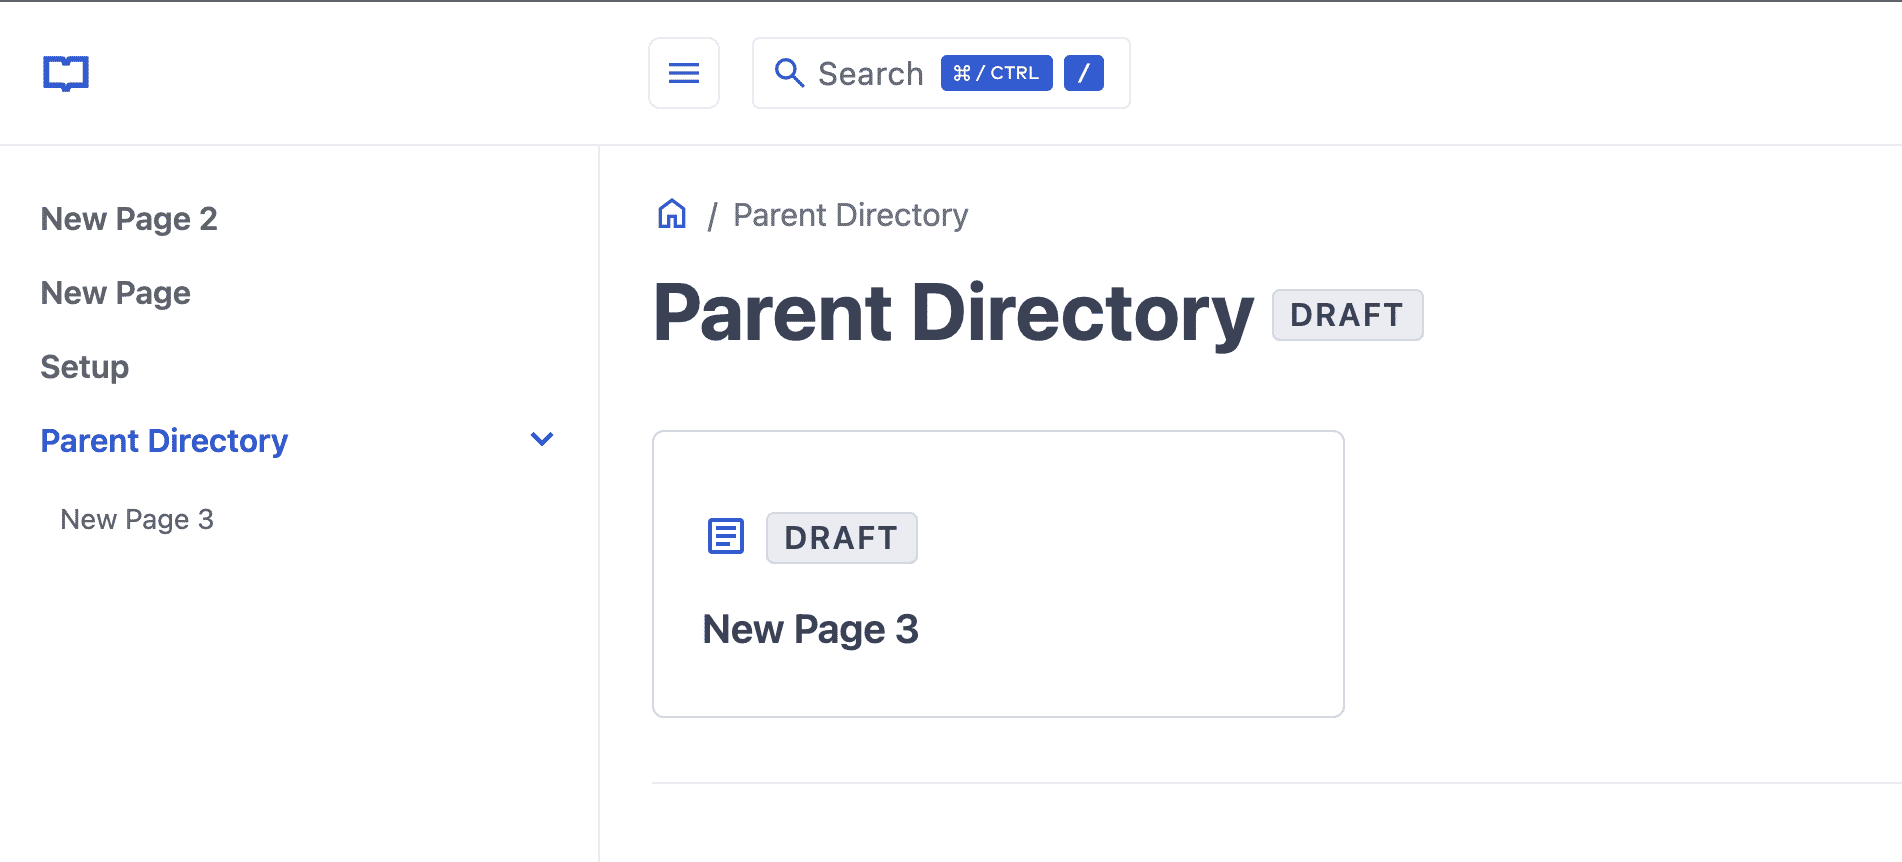 Search ⌘ / CTRL /
New Page 2
New Page
Setup
Parent Directory
New Page 3
/ Parent Directory
Parent Directory DRAFT
DRAFT
New Page 3